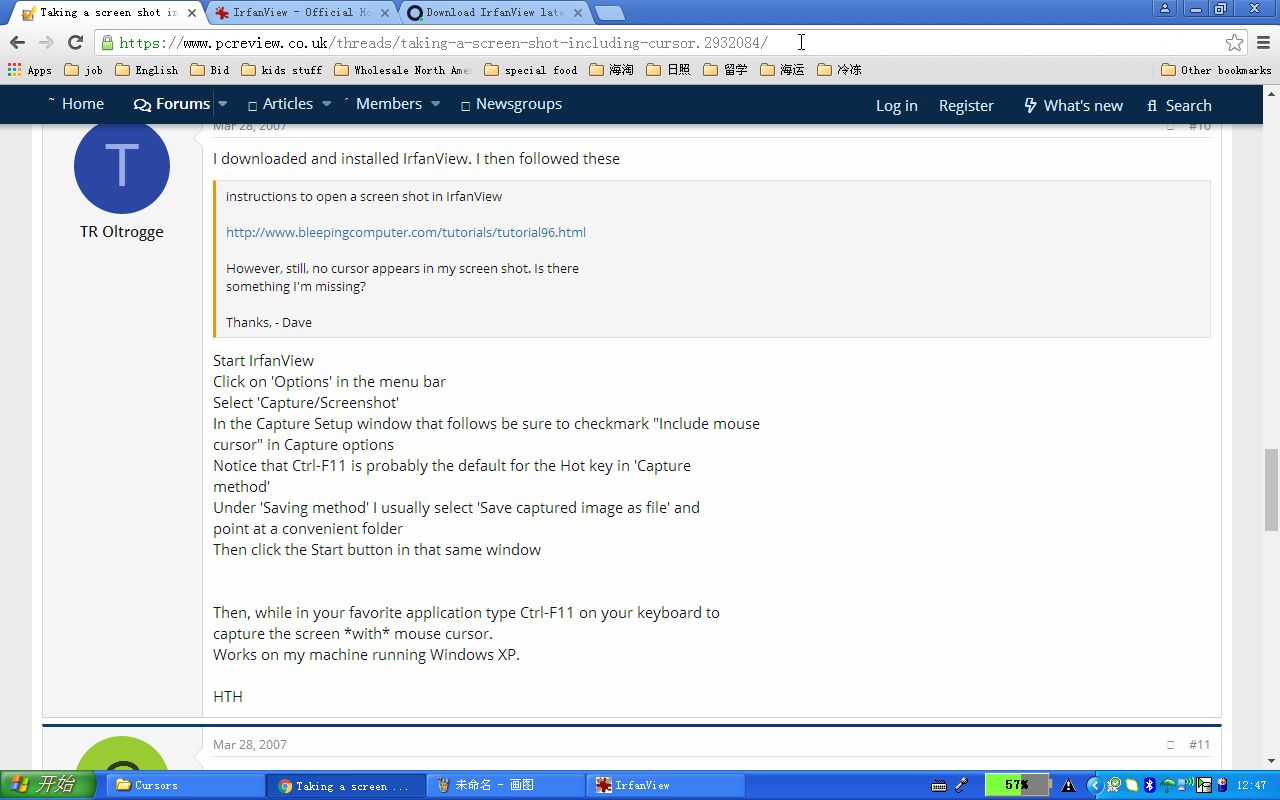 Taking a screen shot in
IrfanView - Official Ho
Download IrfanView late
https://www.pcreview.co.uk/threads/taking-a-screen-shot-including-cursor.2932084/
Apps
job
English
Bid
kids stuff
Wholesale North Ame
special food
海淘
日照
留学
海运
冷冻
Other bookmarks
Home
Forums
Articles
Members
Newsgroups
Log in
Register
What's new
Search
Mar 28, 2007
#10
T
TR Oltrogge
I downloaded and installed IrfanView. I then followed these
instructions to open a screen shot in IrfanView
http://www.bleepingcomputer.com/tutorials/tutorial96.html
However, still, no cursor appears in my screen shot. Is there
something I'm missing?
Thanks, - Dave
Start IrfanView
Click on 'Options' in the menu bar
Select 'Capture/Screenshot'
In the Capture Setup window that follows be sure to checkmark "Include mouse
cursor" in Capture options
Notice that Ctrl-F11 is probably the default for the Hot key in 'Capture
method'
Under 'Saving method' I usually select 'Save captured image as file' and
point at a convenient folder
Then click the Start button in that same window
Then, while in your favorite application type Ctrl-F11 on your keyboard to
capture the screen *with* mouse cursor.
Works on my machine running Windows XP.
HTH
Mar 28, 2007
#11
开始
Cursors
Taking a screen ...
未命名 - 画图
IrfanView
57%
12:47